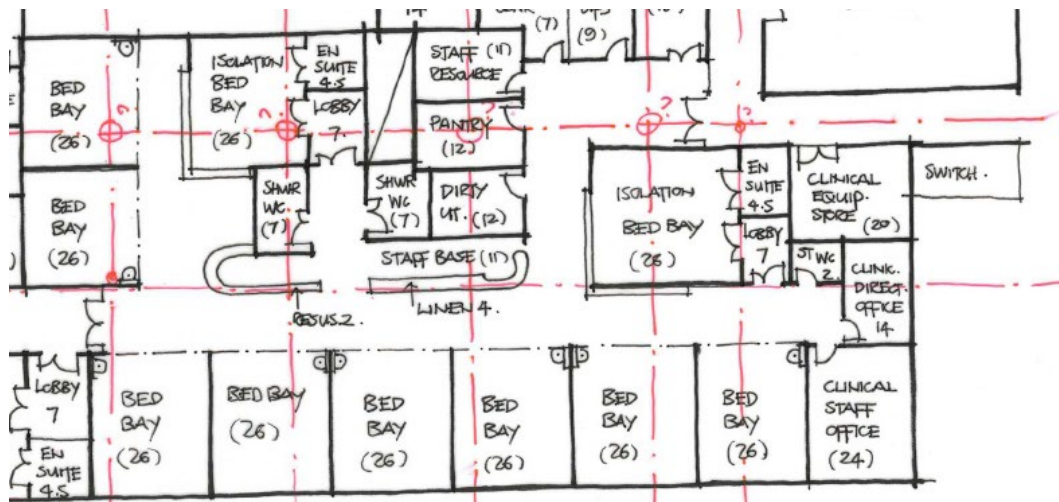 (7)
(9)
BED
BAY
(26)
ISOLATION
BED
BAY
(26)
EN
SUITE
4.5
LOBBY
7.
STAFF (11)
RESOURCE
PANTRY
(12)
?
?
?
?
?
BED
BAY
(26)
SHWR
WC
(7)
SHWR
WC
(7)
DIRTY
UT. (12)
ISOLATION
BED BAY
(26)
EN
SUITE
4.5
LOBBY
7
CLINICAL
EQUIP.
STORE
(20)
SWITCH.
STAFF BASE (11)
ST WC
2.
CLINIC.
DIREC.
OFFICE
14
RESUS.2.
LINEN 4.
LOBBY
7
EN
SUITE
4.5
BED
BAY
(26)
BED BAY
(26)
BED
BAY
(26)
BED
BAY
(26)
BED
BAY
(26)
BED
BAY
(26)
CLINICAL
STAFF
OFFICE
(24)